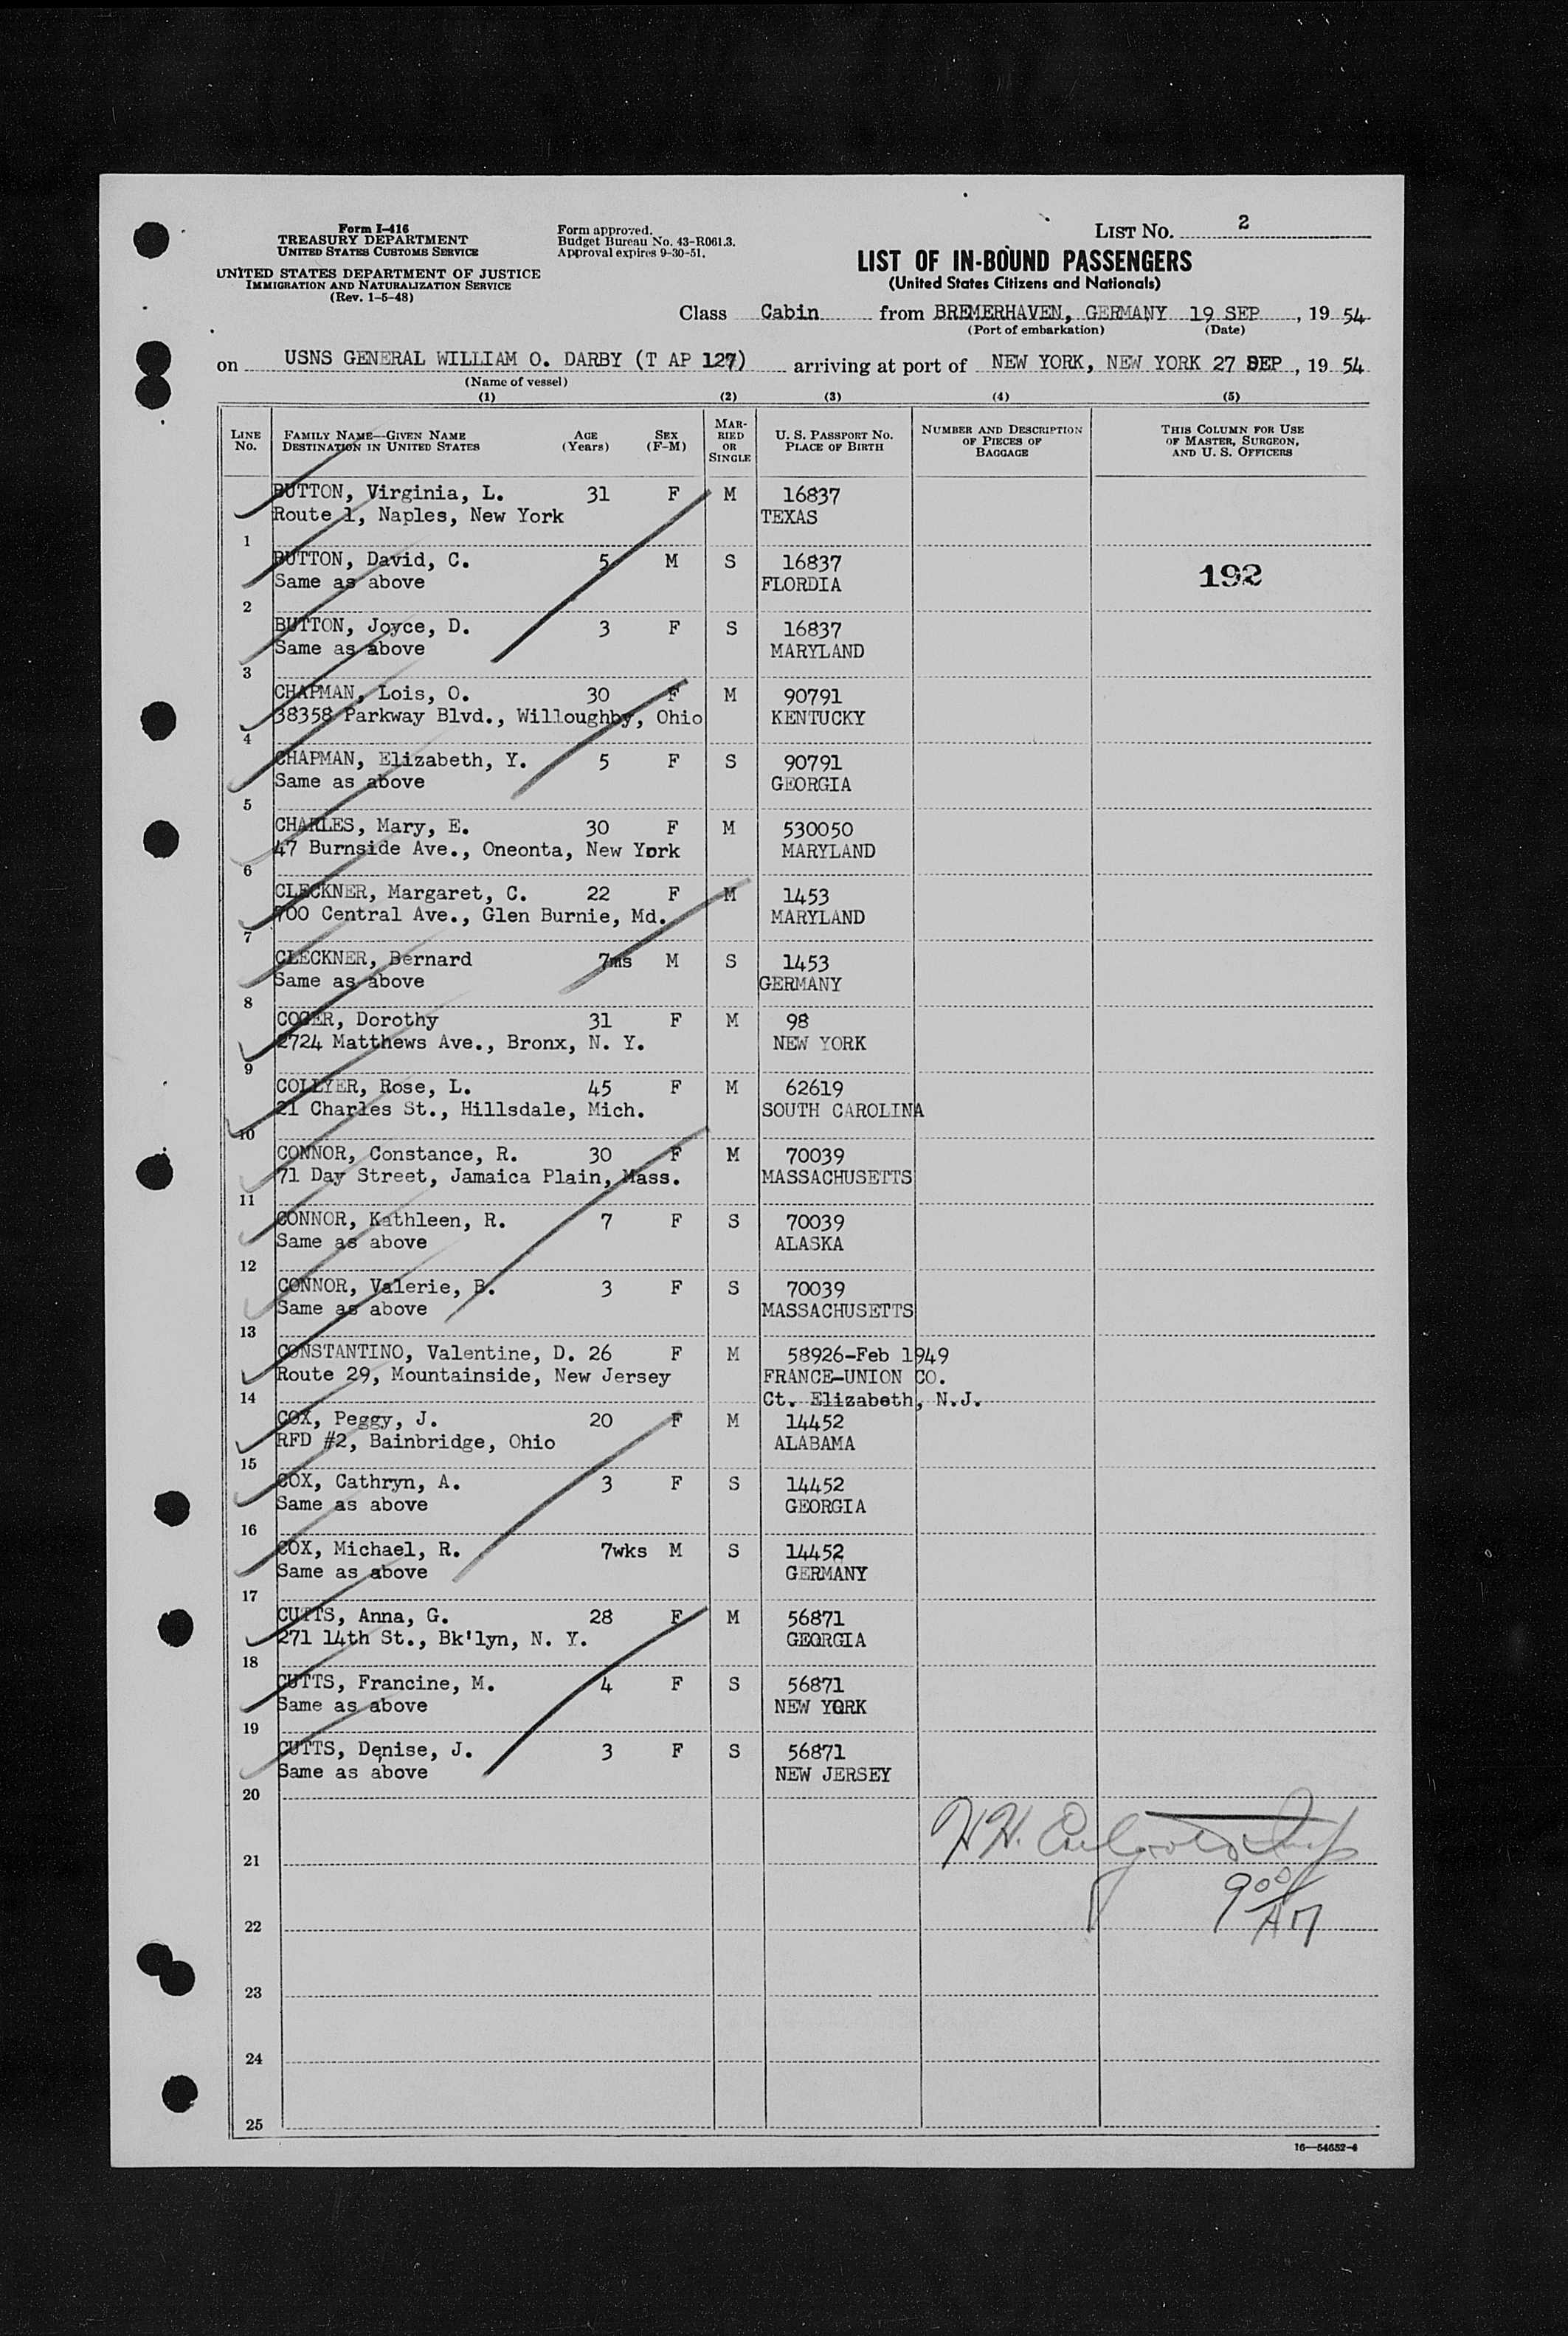 Form I-416
TREASURY DEPARTMENT
UNITED STATES CUSTOMS SERVICE
UNITED STATES DEPARTMENT OF JUSTICE
IMMIGRATION AND NATURALIZATION SERVICE
(Rev. 1-5-48)
Form approved.
Budget Bureau No. 43-R061.3.
Approval expires 9-30-51.
LIST NO. 2
LIST OF IN-BOUND PASSENGERS
(United States Citizens and Nationals)
Class Cabin from BREMERHAVEN, GERMANY 19 SEP, 19 54
(Port of embarkation) (Date)
on USNS GENERAL WILLIAM O. DARBY (T AP 127) arriving at port of NEW YORK, NEW YORK 27 SEP, 19 54
(Name of vessel)
(1) (2) (3) (4) (5)
LINE NO. FAMILY NAME—GIVEN NAME DESTINATION IN UNITED STATES AGE (Years) SEX (F-M) MARRIED OR SINGLE U. S. PASSPORT NO. PLACE OF BIRTH NUMBER AND DESCRIPTION OF PIECES OF BAGGAGE THIS COLUMN FOR USE OF MASTER, SURGEON, AND U. S. OFFICERS
BUTTON, Virginia, L. 31 F M 16837
Route 1, Naples, New York TEXAS
1
BUTTON, David, C. 5 M S 16837
Same as above FLORDIA 192
2
BUTTON, Joyce, D. 3 F S 16837
Same as above MARYLAND
3
CHAPMAN, Lois, O. 30 F M 90791
38358 Parkway Blvd., Willoughby, Ohio KENTUCKY
4
CHAPMAN, Elizabeth, Y. 5 F S 90791
Same as above GEORGIA
5
CHARLES, Mary, E. 30 F M 530050
47 Burnside Ave., Oneonta, New York MARYLAND
6
CLECKNER, Margaret, C. 22 F M 1453
700 Central Ave., Glen Burnie, Md. MARYLAND
7
CLECKNER, Bernard 7ms M S 1453
Same as above GERMANY
8
COGER, Dorothy 31 F M 98
2724 Matthews Ave., Bronx, N. Y. NEW YORK
9
COLLYER, Rose, L. 45 F M 62619
21 Charles St., Hillsdale, Mich. SOUTH CAROLINA
10
CONNOR, Constance, R. 30 F M 70039
71 Day Street, Jamaica Plain, Mass. MASSACHUSETTS
11
CONNOR, Kathleen, R. 7 F S 70039
Same as above ALASKA
12
CONNOR, Valerie, B. 3 F S 70039
Same as above MASSACHUSETTS
13
CONSTANTINO, Valentine, D. 26 F M 58926-Feb 1949
Route 29, Mountainside, New Jersey FRANCE-UNION CO.
14 Ct. Elizabeth, N.J.
COX, Peggy, J. 20 F M 14452
RFD #2, Bainbridge, Ohio ALABAMA
15
COX, Cathryn, A. 3 F S 14452
Same as above GEORGIA
16
COX, Michael, R. 7wks M S 14452
Same as above GERMANY
17
CUTTS, Anna, G. 28 F M 56871
271 14th St., Bk'lyn, N. Y. GEORGIA
18
CUTTS, Francine, M. 4 F S 56871
Same as above NEW YORK
19
CUTTS, Denise, J. 3 F S 56871
Same as above NEW JERSEY
20
H.H.
21
9 00 AM
22
23
24
25
16—54652-4